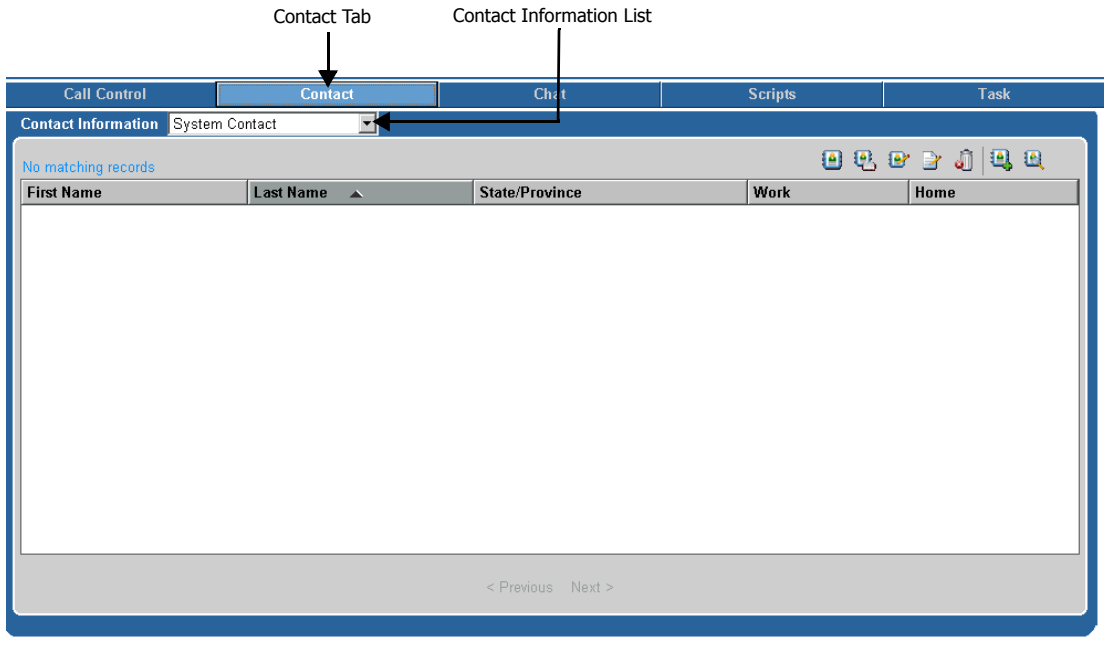 Contact Tab Contact Information List
Call Control Contact Chat Scripts Task
Contact Information System Contact
No matching records
First Name Last Name State/Province Work Home
< Previous Next >